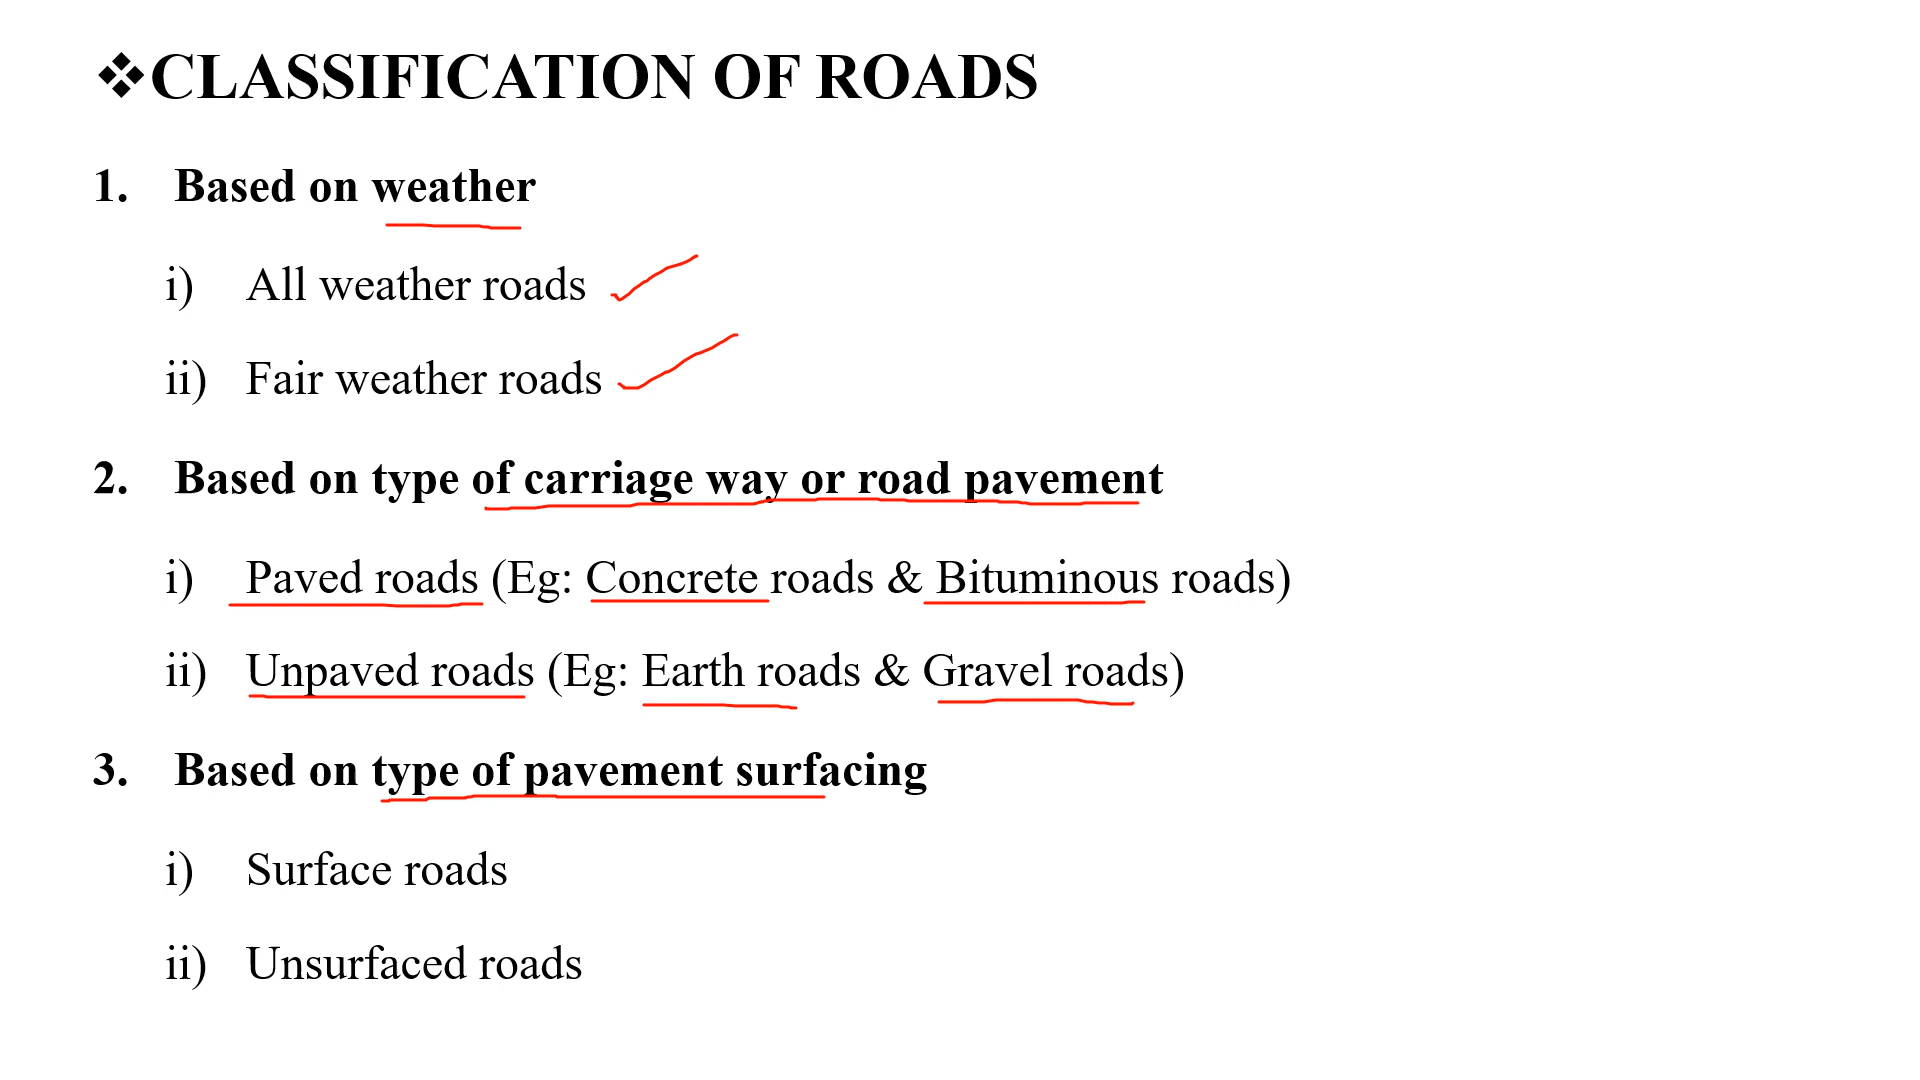 ❖CLASSIFICATION OF ROADS
1. Based on weather
i) All weather roads
ii) Fair weather roads
2. Based on type of carriage way or road pavement
i) Paved roads (Eg: Concrete roads & Bituminous roads)
ii) Unpaved roads (Eg: Earth roads & Gravel roads)
3. Based on type of pavement surfacing
i) Surface roads
ii) Unsurfaced roads